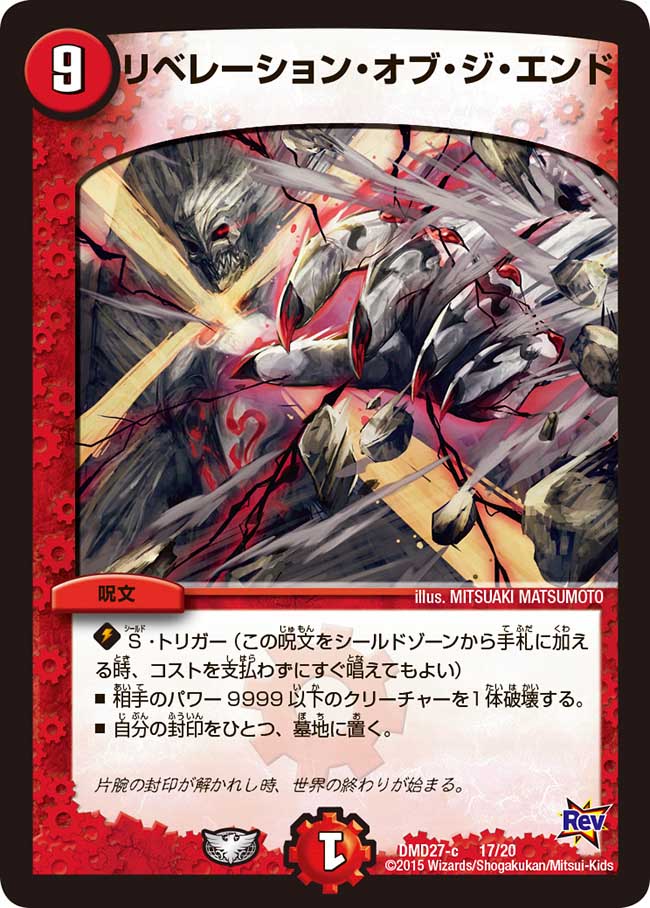 9
リベレーション・オブ・ジ・エンド
呪文
illus. MITSUAKI MATSUMOTO
S・トリガー（この呪文をシールドゾーンから手札に加え
る時、コストを支払わずにすぐ唱えてもよい）
■ 相手のパワー9999以下のクリーチャーを1体破壊する。
■ 自分の封印をひとつ、墓地に置く。
片腕の封印が解かれし時、世界の終わりが始まる。
1
Rev
DMD27-c 17/20
©2015 Wizards/Shogakukan/Mitsui-Kids